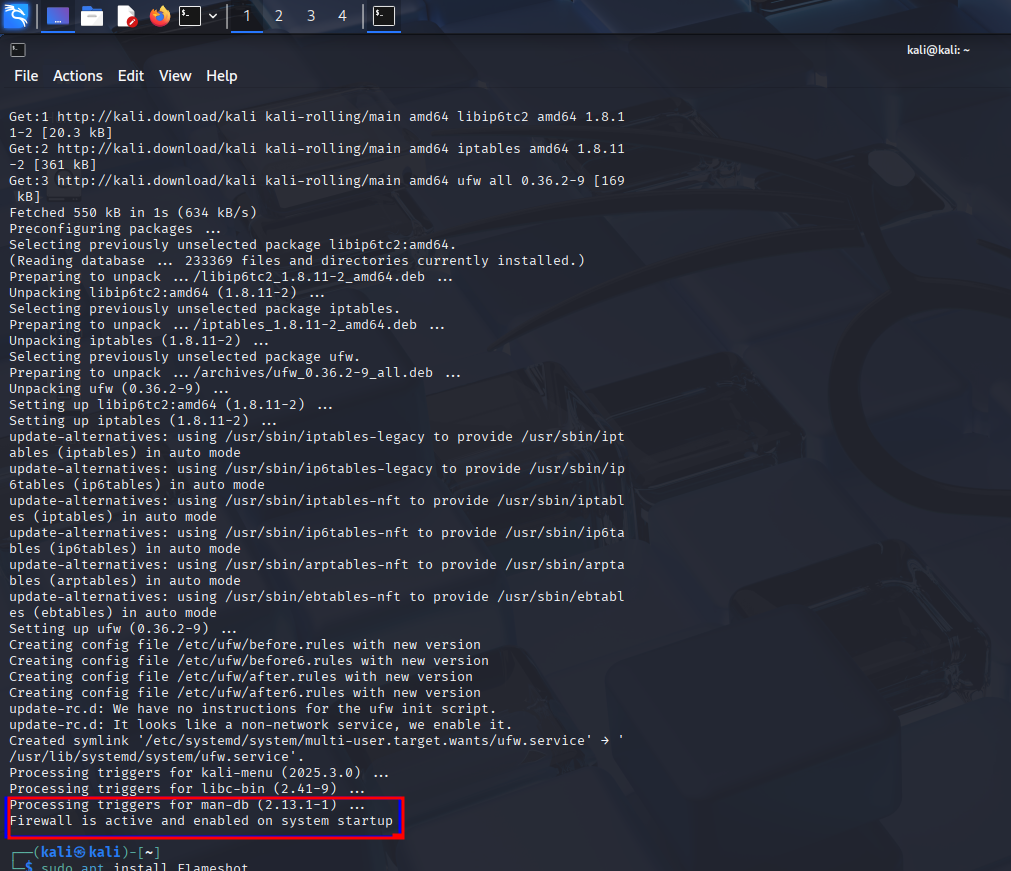 1 2 3 4
kali@kali: ~
File Actions Edit View Help
Get:1 http://kali.download/kali kali-rolling/main amd64 libip6tc2 amd64 1.8.1
1-2 [20.3 kB]
Get:2 http://kali.download/kali kali-rolling/main amd64 iptables amd64 1.8.11
-2 [361 kB]
Get:3 http://kali.download/kali kali-rolling/main amd64 ufw all 0.36.2-9 [169
 kB]
Fetched 550 kB in 1s (634 kB/s)
Preconfiguring packages ...
Selecting previously unselected package libip6tc2:amd64.
(Reading database ... 233369 files and directories currently installed.)
Preparing to unpack .../libip6tc2_1.8.11-2_amd64.deb ...
Unpacking libip6tc2:amd64 (1.8.11-2) ...
Selecting previously unselected package iptables.
Preparing to unpack .../iptables_1.8.11-2_amd64.deb ...
Unpacking iptables (1.8.11-2) ...
Selecting previously unselected package ufw.
Preparing to unpack .../archives/ufw_0.36.2-9_all.deb ...
Unpacking ufw (0.36.2-9) ...
Setting up libip6tc2:amd64 (1.8.11-2) ...
Setting up iptables (1.8.11-2) ...
update-alternatives: using /usr/sbin/iptables-legacy to provide /usr/sbin/ipt
ables (iptables) in auto mode
update-alternatives: using /usr/sbin/ip6tables-legacy to provide /usr/sbin/ip
6tables (ip6tables) in auto mode
update-alternatives: using /usr/sbin/iptables-nft to provide /usr/sbin/iptabl
es (iptables) in auto mode
update-alternatives: using /usr/sbin/ip6tables-nft to provide /usr/sbin/ip6ta
bles (ip6tables) in auto mode
update-alternatives: using /usr/sbin/arptables-nft to provide /usr/sbin/arpta
bles (arptables) in auto mode
update-alternatives: using /usr/sbin/ebtables-nft to provide /usr/sbin/ebtabl
es (ebtables) in auto mode
Setting up ufw (0.36.2-9) ...
Creating config file /etc/ufw/before.rules with new version
Creating config file /etc/ufw/before6.rules with new version
Creating config file /etc/ufw/after.rules with new version
Creating config file /etc/ufw/after6.rules with new version
update-rc.d: We have no instructions for the ufw init script.
update-rc.d: It looks like a non-network service, we enable it.
Created symlink '/etc/systemd/system/multi-user.target.wants/ufw.service' → '
/usr/lib/systemd/system/ufw.service'.
Processing triggers for kali-menu (2025.3.0) ...
Processing triggers for libc-bin (2.41-9) ...
Processing triggers for man-db (2.13.1-1) ...
Firewall is active and enabled on system startup
┌──(kali㉿kali)-[~]
└─$ sudo apt install Flameshot